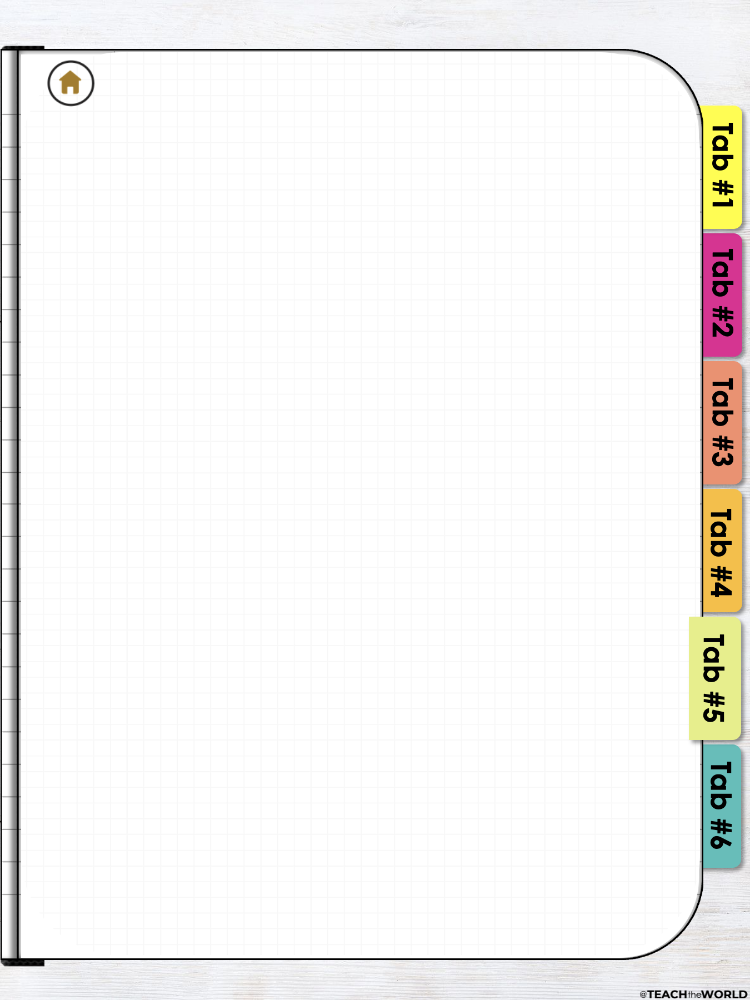 Tab #1
Tab #2
Tab #3
Tab #4
Tab #5
Tab #6
@TEACHtheWORLD